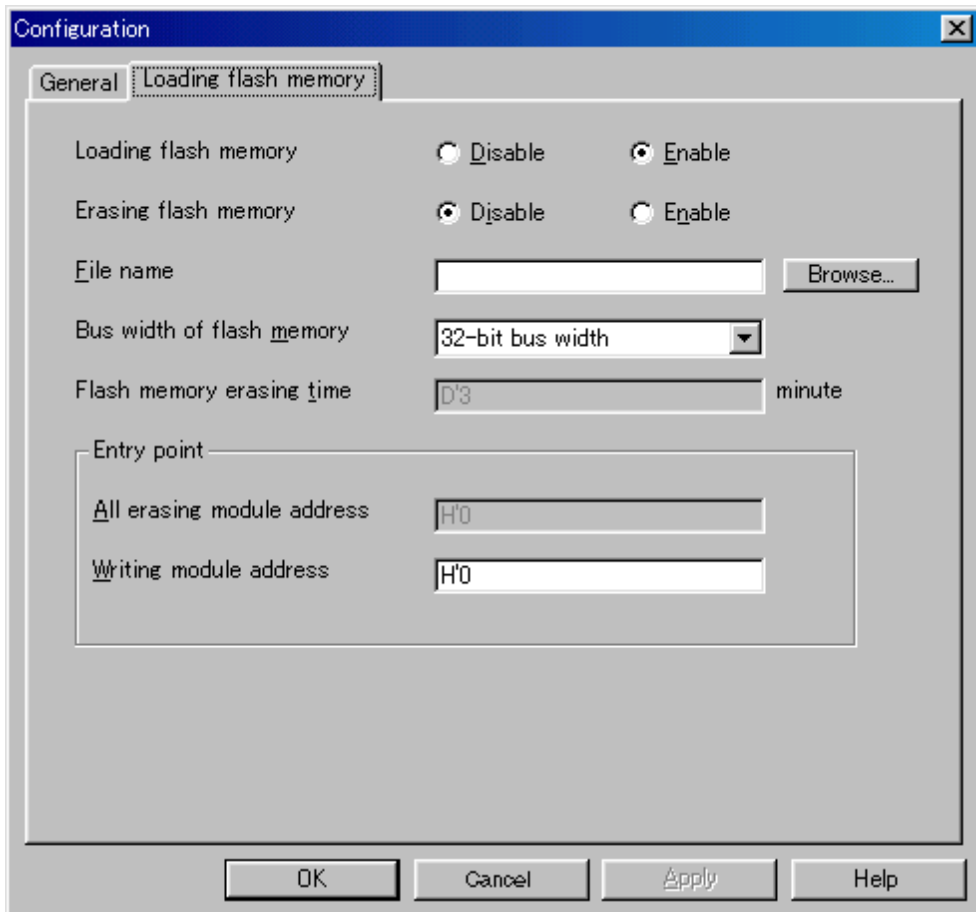 Configuration
General Loading flash memory
Loading flash memory Disable Enable
Erasing flash memory Disable Enable
File name Browse...
Bus width of flash memory 32-bit bus width
Flash memory erasing time D'3 minute
Entry point
All erasing module address H'0
Writing module address H'0
OK Cancel Apply Help